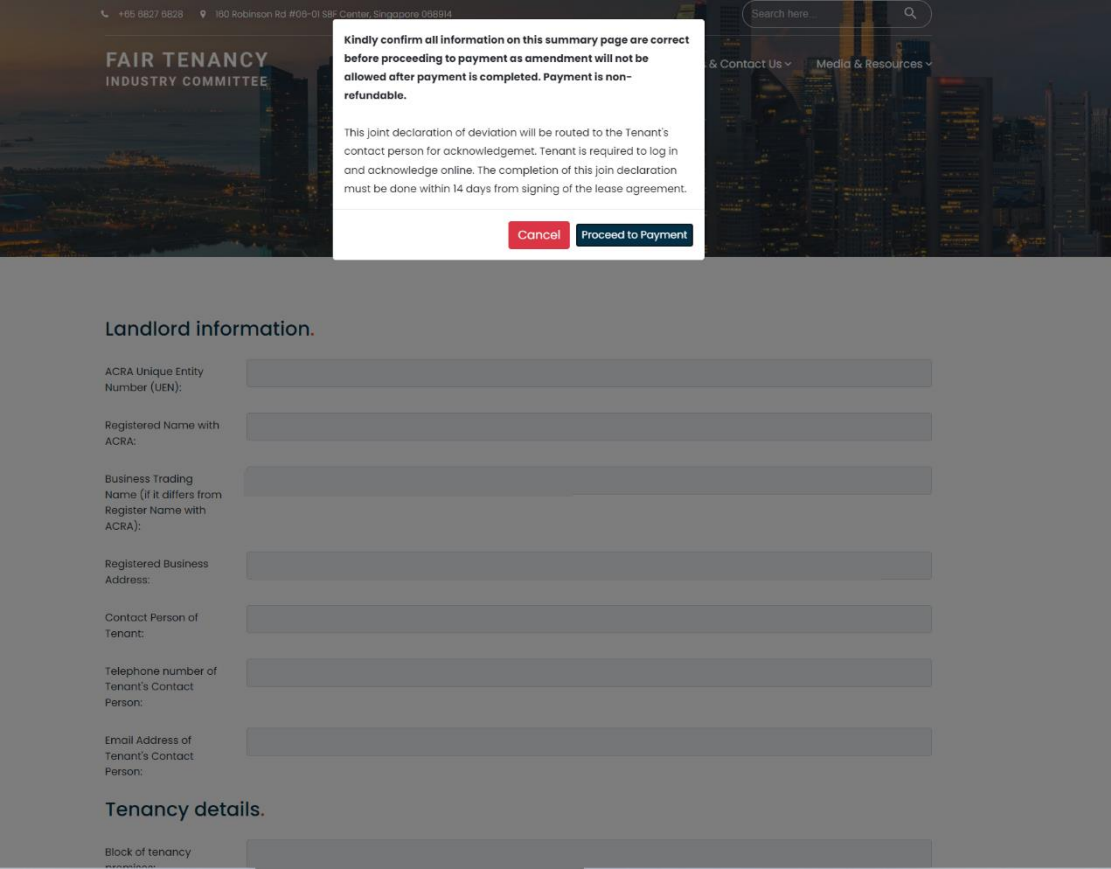 +65 6827 6828
160 Robinson Rd #06-01 SBF Center, Singapore 068914
Search here...
FAIR TENANCY
INDUSTRY COMMITTEE
& Contact Us
Media & Resources
Kindly confirm all information on this summary page are correct
before proceeding to payment as amendment will not be
allowed after payment is completed. Payment is non-
refundable.
This joint declaration of deviation will be routed to the Tenant's
contact person for acknowledgemet. Tenant is required to log in
and acknowledge online. The completion of this join declaration
must be done within 14 days from signing of the lease agreement.
Cancel
Proceed to Payment
Landlord information.
ACRA Unique Entity
Number (UEN):
Registered Name with
ACRA:
Business Trading
Name (if it differs from
Register Name with
ACRA):
Registered Business
Address:
Contact Person of
Tenant:
Telephone number of
Tenant's Contact
Person:
Email Address of
Tenant's Contact
Person:
Tenancy details.
Block of tenancy
premises: